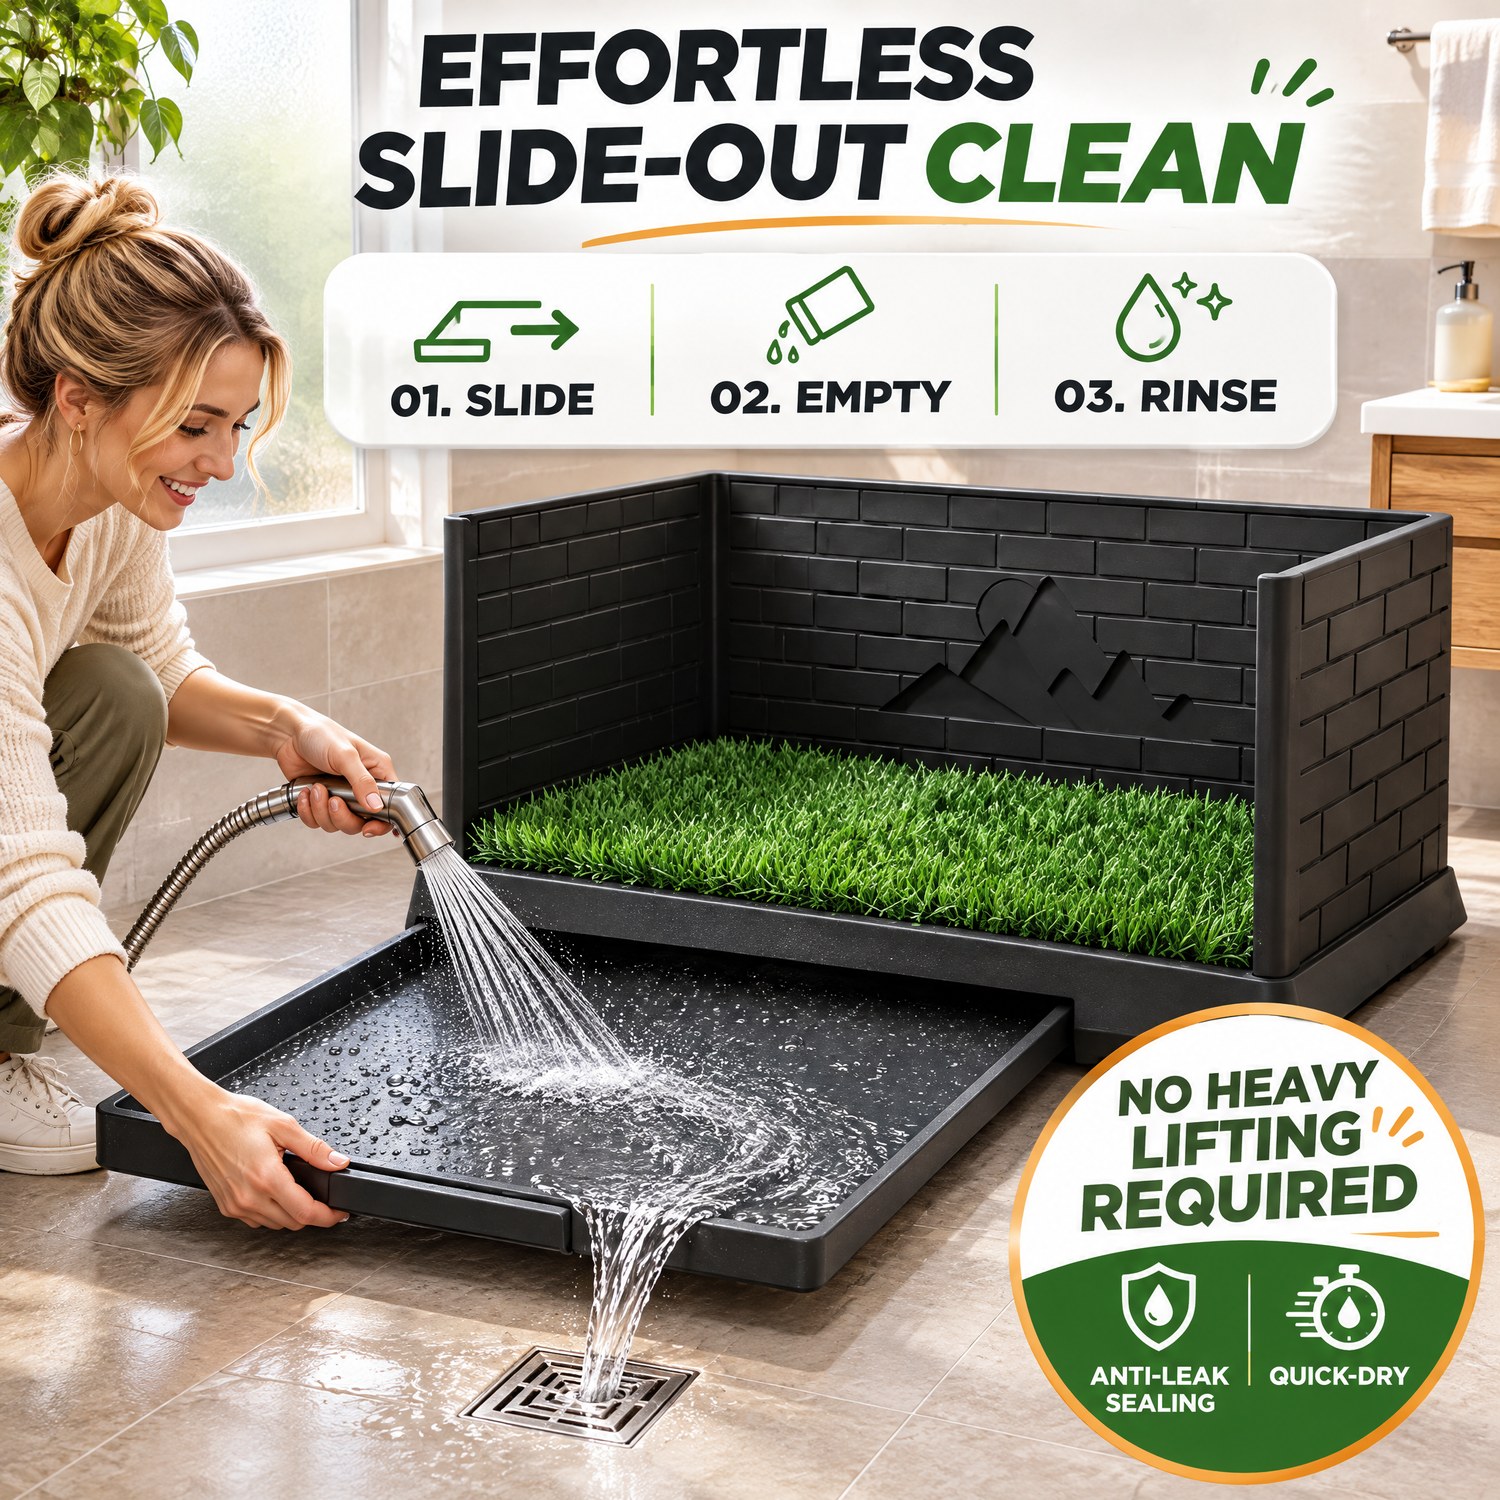 EFFORTLESS
SLIDE-OUT CLEAN
01. SLIDE
02. EMPTY
03. RINSE
NO HEAVY
LIFTING
REQUIRED
ANTI-LEAK
SEALING
QUICK-DRY